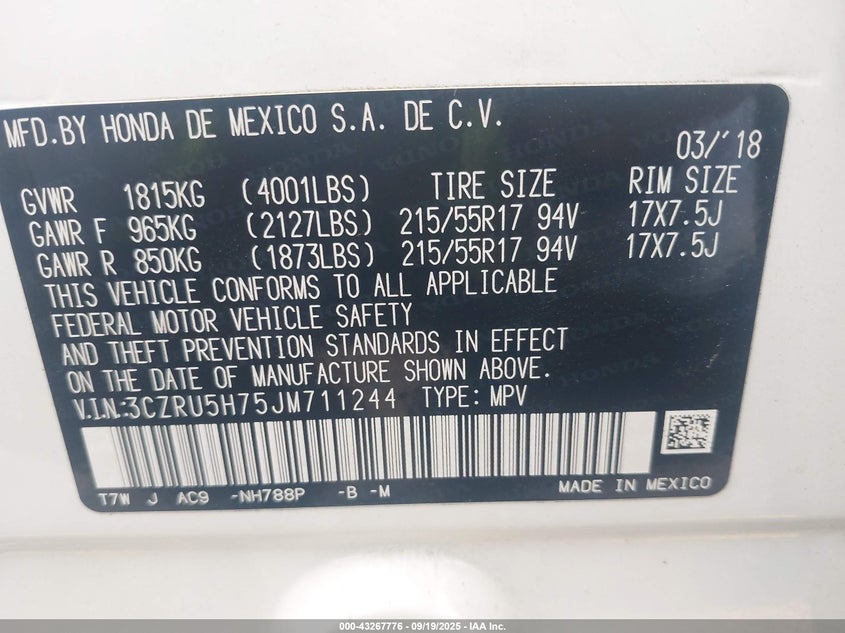 MFD.BY HONDA DE MEXICO S.A. DE C.V.
03/'18
GVWR 1815KG (4001LBS) TIRE SIZE RIM SIZE
GAWR F 965KG (2127LBS) 215/55R17 94V 17X7.5J
GAWR R 850KG (1873LBS) 215/55R17 94V 17X7.5J
THIS VEHICLE CONFORMS TO ALL APPLICABLE
FEDERAL MOTOR VEHICLE SAFETY
AND THEFT PREVENTION STANDARDS IN EFFECT
ON THE DATE OF MANUFACTURE SHOWN ABOVE.
V.I.N.:3CZRU5H75JM711244 TYPE: MPV
T7W J AC9 -NH788P -B -M MADE IN MEXICO
000-43267776 | 09/19/2025 | IAA Inc.